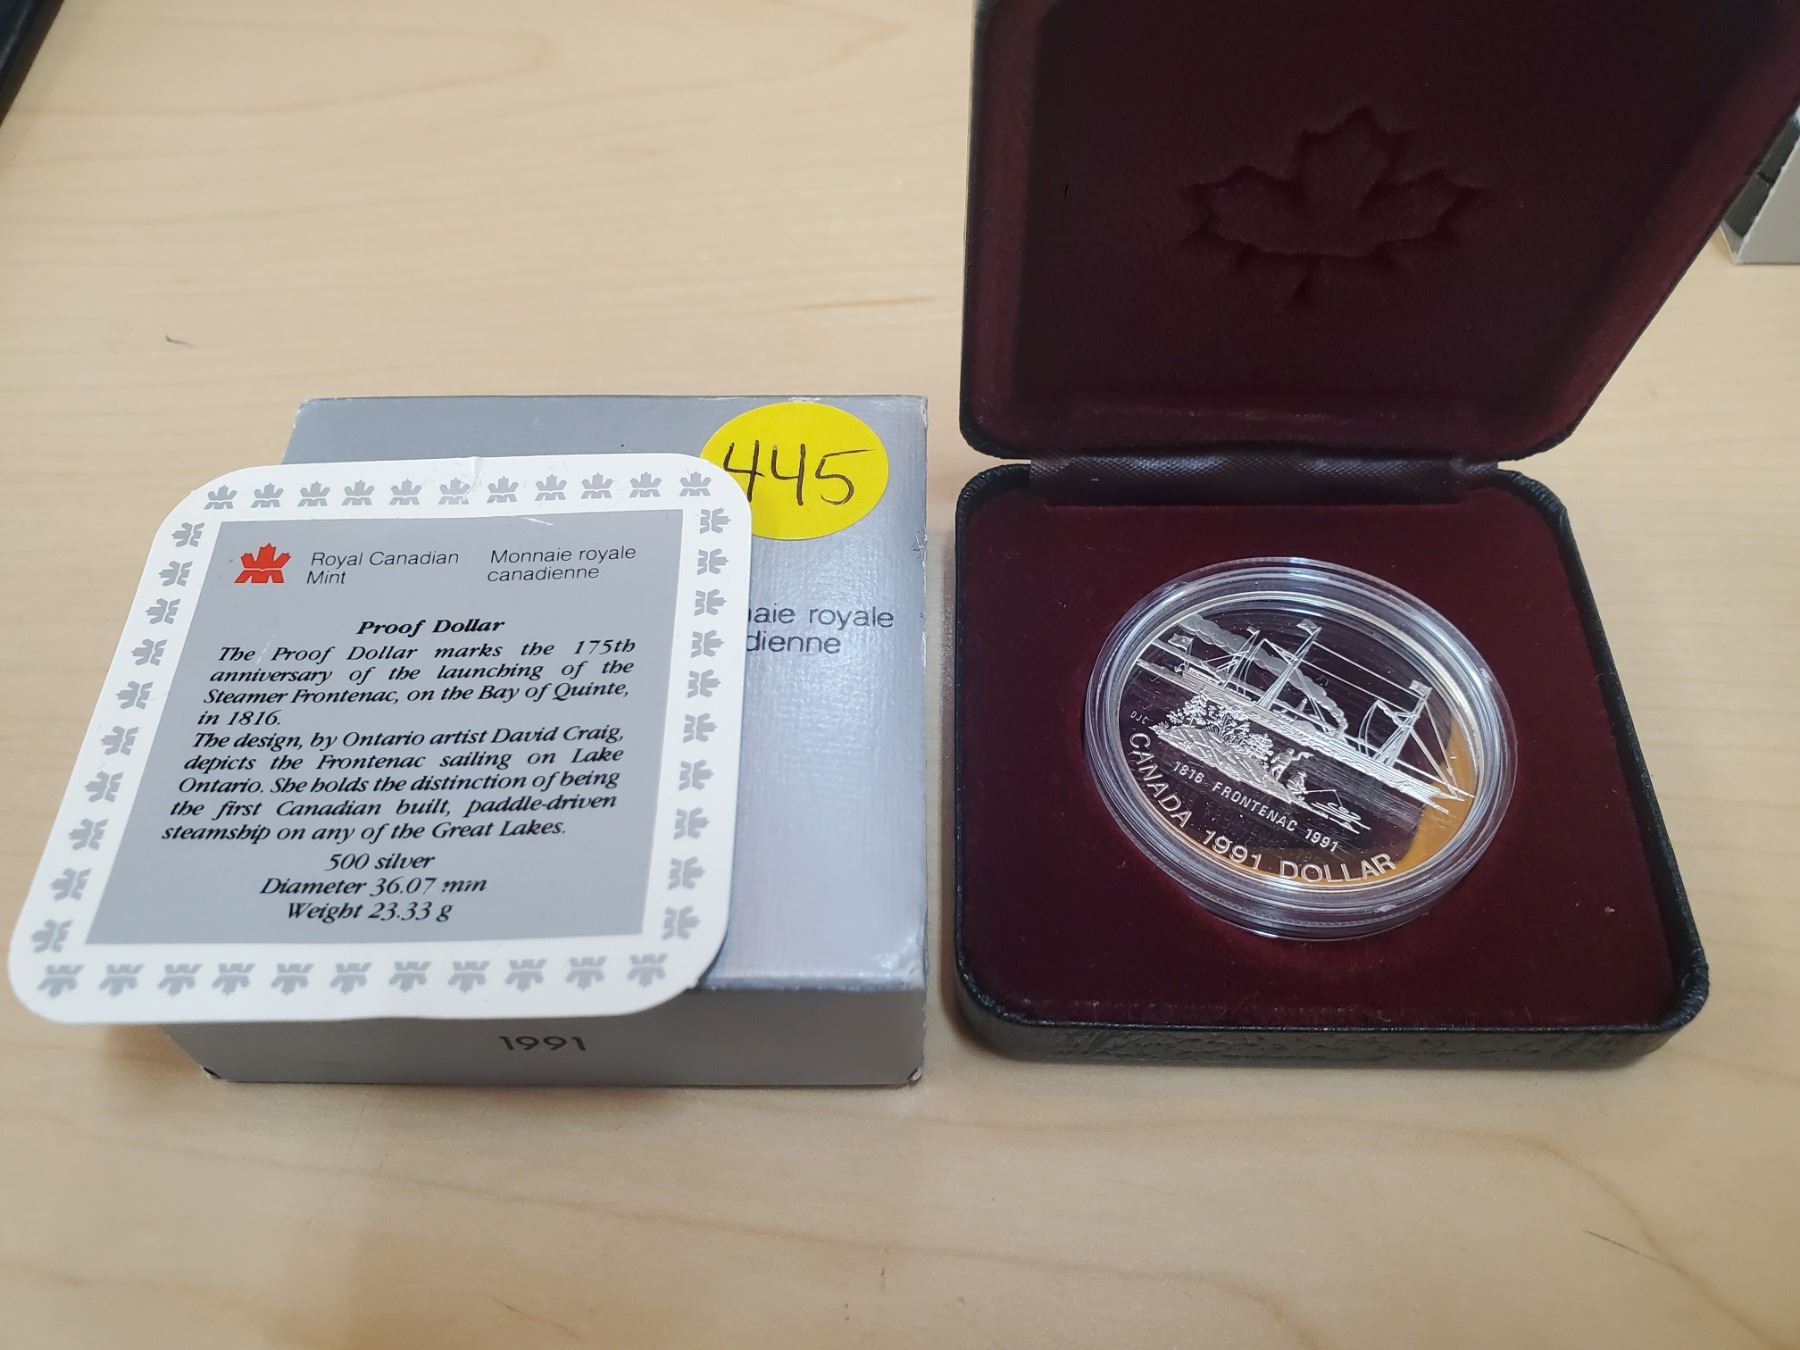 445
Royal Canadian Mint
Monnaie royale canadienne
Proof Dollar
The Proof Dollar marks the 175th
anniversary of the launching of the
Steamer Frontenac, on the Bay of Quinte,
in 1816.
The design, by Ontario artist David Craig,
depicts the Frontenac sailing on Lake
Ontario. She holds the distinction of being
the first Canadian built, paddle-driven
steamship on any of the Great Lakes.
500 silver
Diameter 36.07 mm
Weight 23.33 g
naie royale
dienne
1991
DJC
1816 FRONTENAC 1991
CANADA 1991 DOLLAR